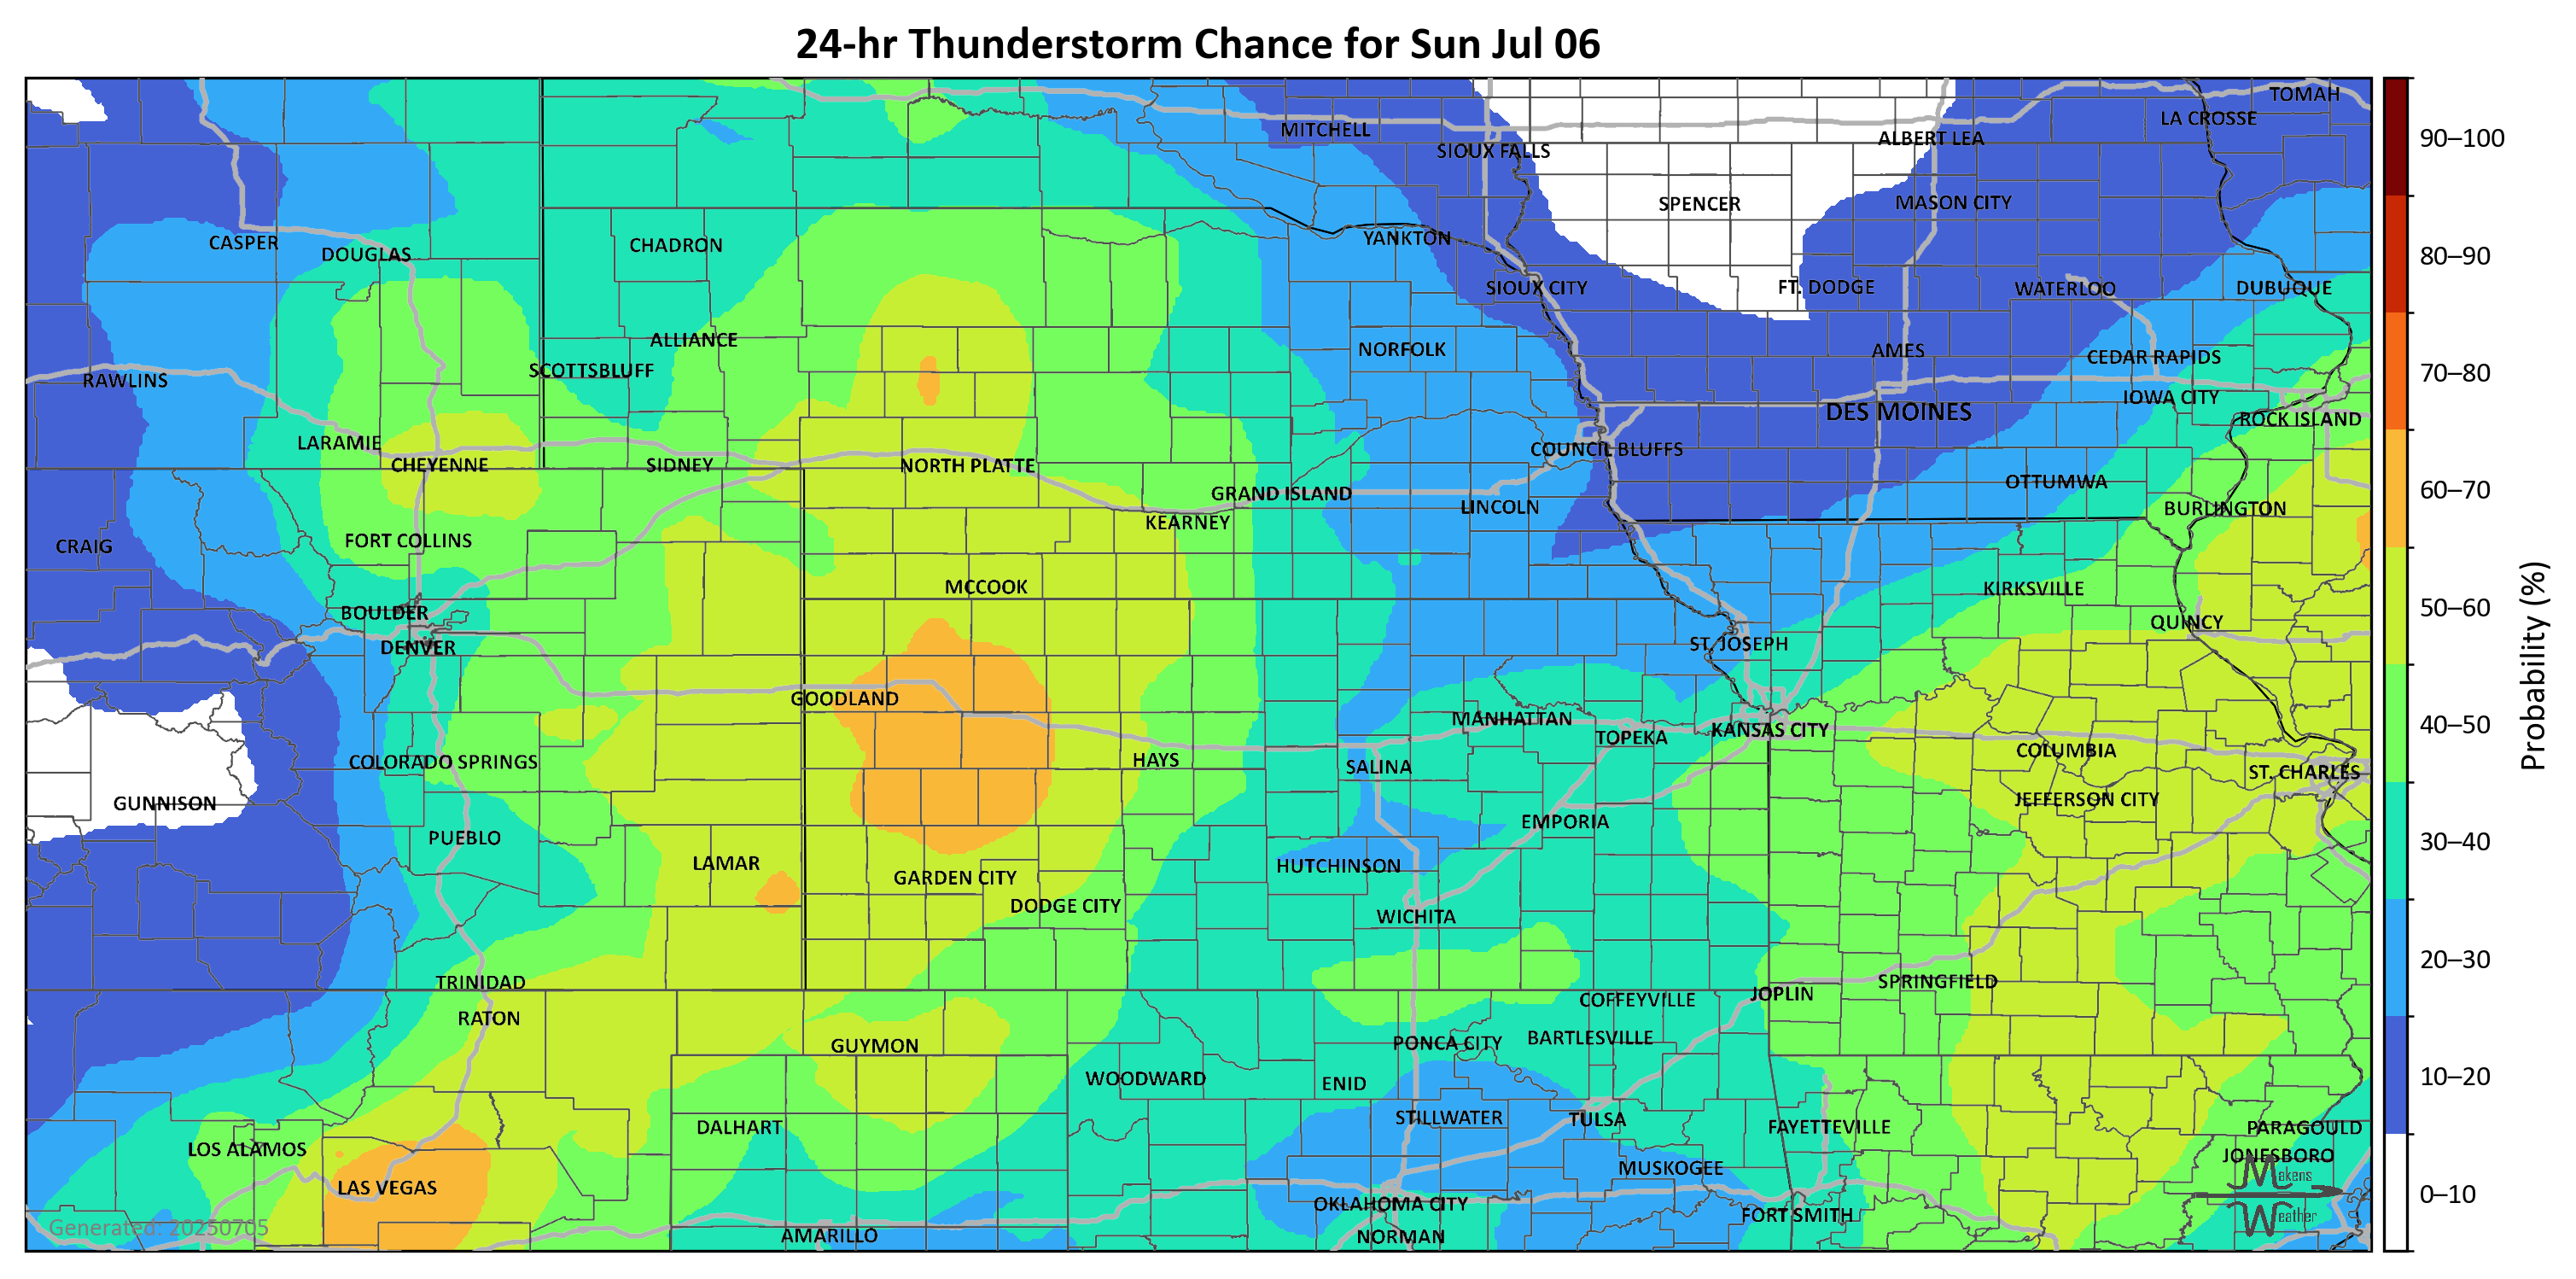 24-hr Thunderstorm Chance for Sun Jul 06
TOMAH
LA CROSSE
MITCHELL
ALBERT LEA
SIOUX FALLS
SPENCER
MASON CITY
CASPER
DOUGLAS
CHADRON
YANKTON
SIOUX CITY
FT. DODGE
WATERLOO
DUBUQUE
ALLIANCE
NORFOLK
AMES
CEDAR RAPIDS
SCOTTSBLUFF
RAWLINS
IOWA CITY
DES MOINES
ROCK ISLAND
LARAMIE
COUNCIL BLUFFS
CHEYENNE
SIDNEY
NORTH PLATTE
OTTUMWA
GRAND ISLAND
LINCOLN
BURLINGTON
KEARNEY
CRAIG
FORT COLLINS
MCCOOK
KIRKSVILLE
BOULDER
QUINCY
DENVER
ST. JOSEPH
GOODLAND
MANHATTAN
KANSAS CITY
TOPEKA
COLUMBIA
COLORADO SPRINGS
HAYS
SALINA
ST. CHARLES
GUNNISON
JEFFERSON CITY
EMPORIA
PUEBLO
LAMAR
HUTCHINSON
GARDEN CITY
DODGE CITY
WICHITA
TRINIDAD
SPRINGFIELD
JOPLIN
COFFEYVILLE
RATON
BARTLESVILLE
PONCA CITY
GUYMON
WOODWARD
ENID
STILLWATER
TULSA
DALHART
FAYETTEVILLE
PARAGOULD
LOS ALAMOS
JONESBORO
MUSKOGEE
LAS VEGAS
OKLAHOMA CITY
FORT SMITH
AMARILLO
NORMAN
Generated: 20250705
Mekens
Weather
90–100
80–90
70–80
60–70
50–60
40–50
30–40
20–30
10–20
0–10
Probability (%)